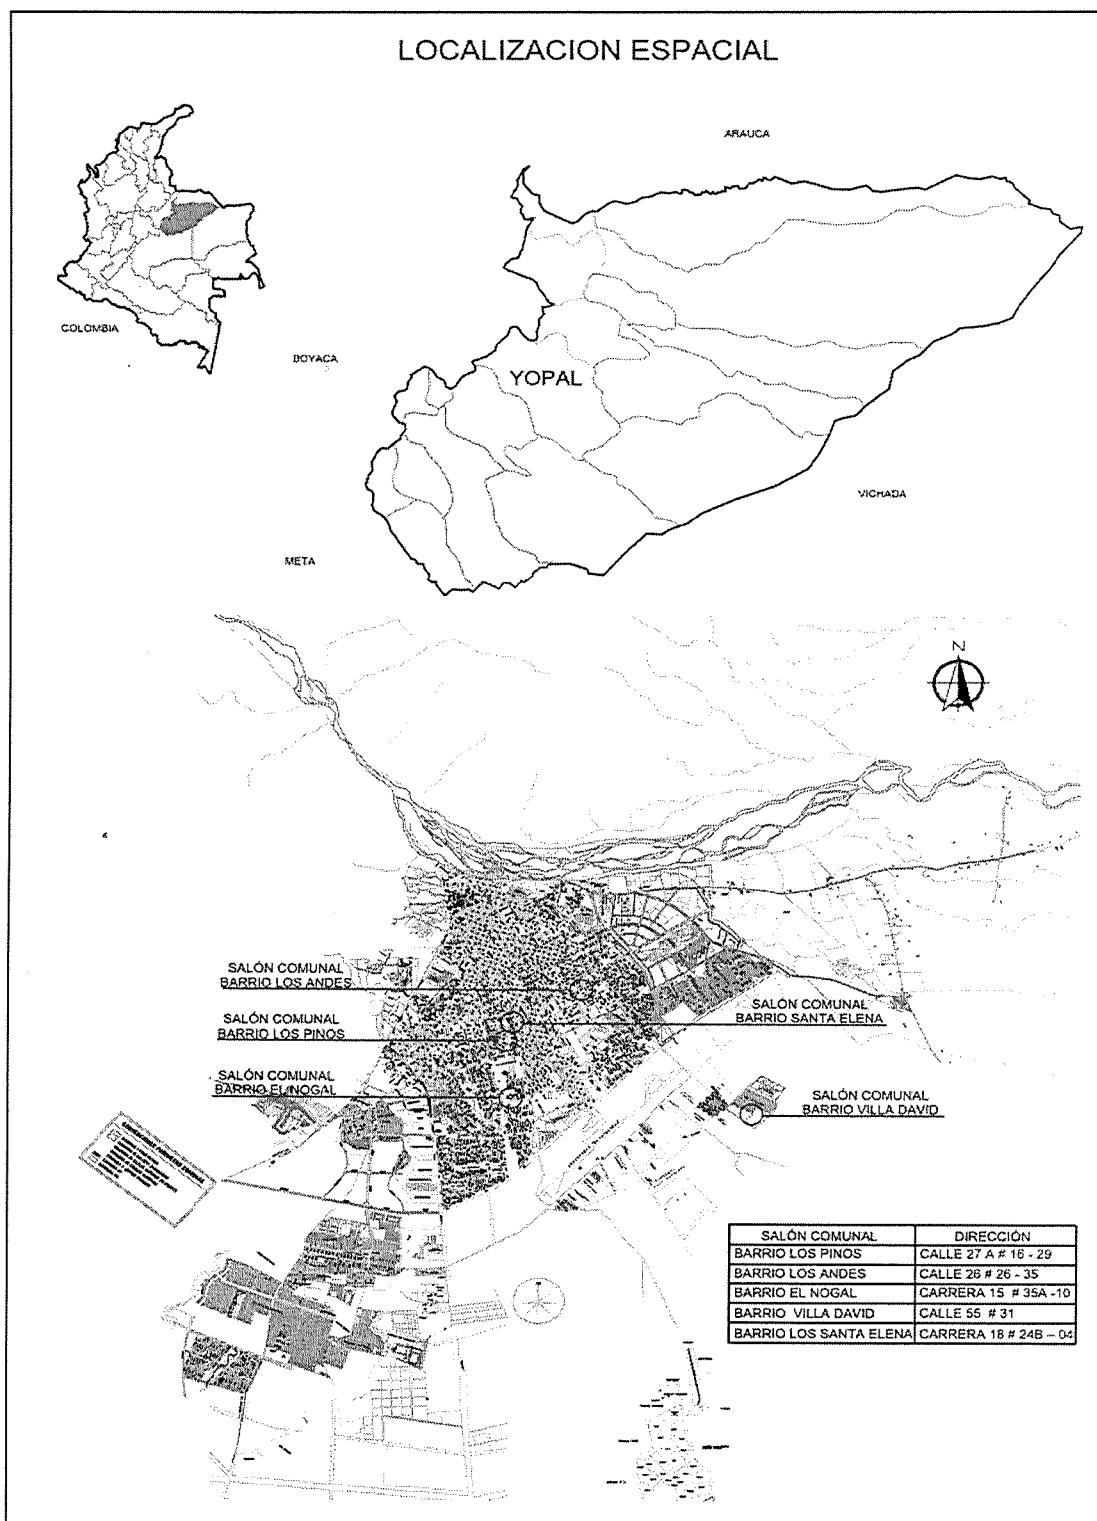 LOCALIZACION ESPACIAL
ARAUCA
COLOMBIA
BOYACA
YOPAL
VICHADA
META
N
SALÓN COMUNAL
BARRIO LOS ANDES
SALÓN COMUNAL
BARRIO SANTA ELENA
SALÓN COMUNAL
BARRIO LOS PINOS
SALÓN COMUNAL
BARRIO EL NOGAL
SALÓN COMUNAL
BARRIO VILLA DAVID
SALÓN COMUNAL DIRECCIÓN
BARRIO LOS PINOS CALLE 27 A # 16 - 29
BARRIO LOS ANDES CALLE 26 # 26 - 35
BARRIO EL NOGAL CARRERA 15 # 35A -10
BARRIO VILLA DAVID CALLE 55 # 31
BARRIO LOS SANTA ELENA CARRERA 18 # 24B – 04